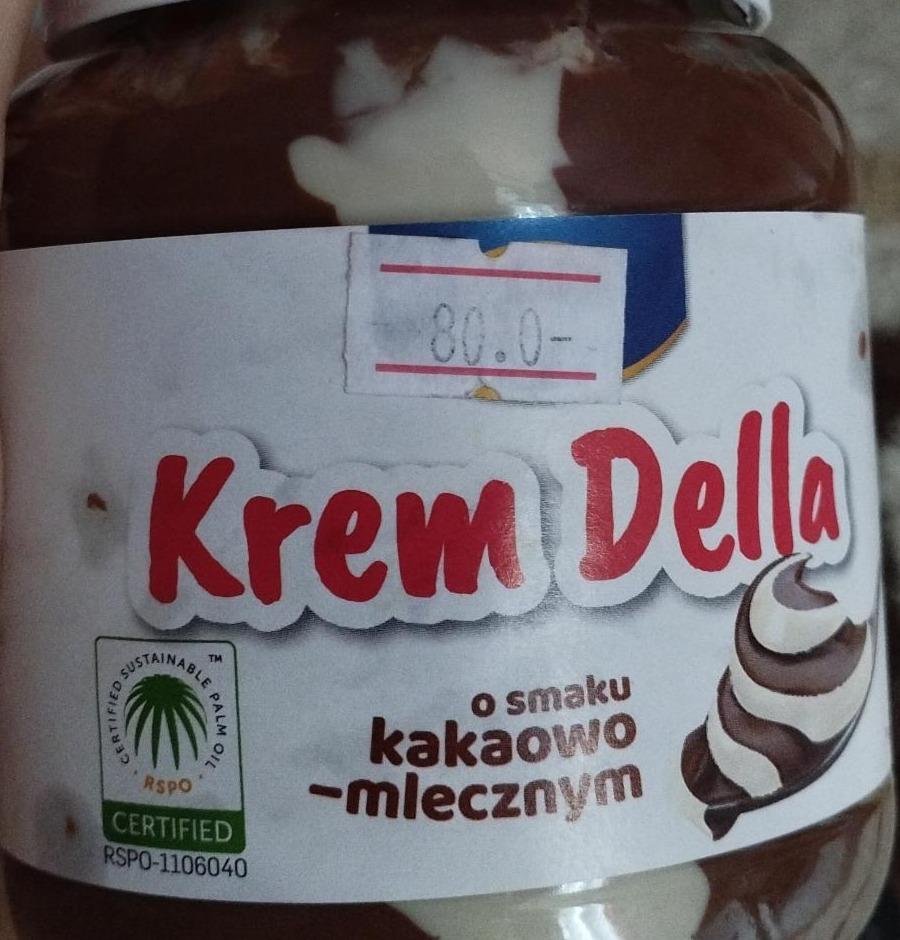 80.0-
Krem Della
o smaku
kakaowo
-mlecznym
CERTIFIED SUSTAINABLE PALM OIL ™
RSPO
CERTIFIED
RSPO-1106040